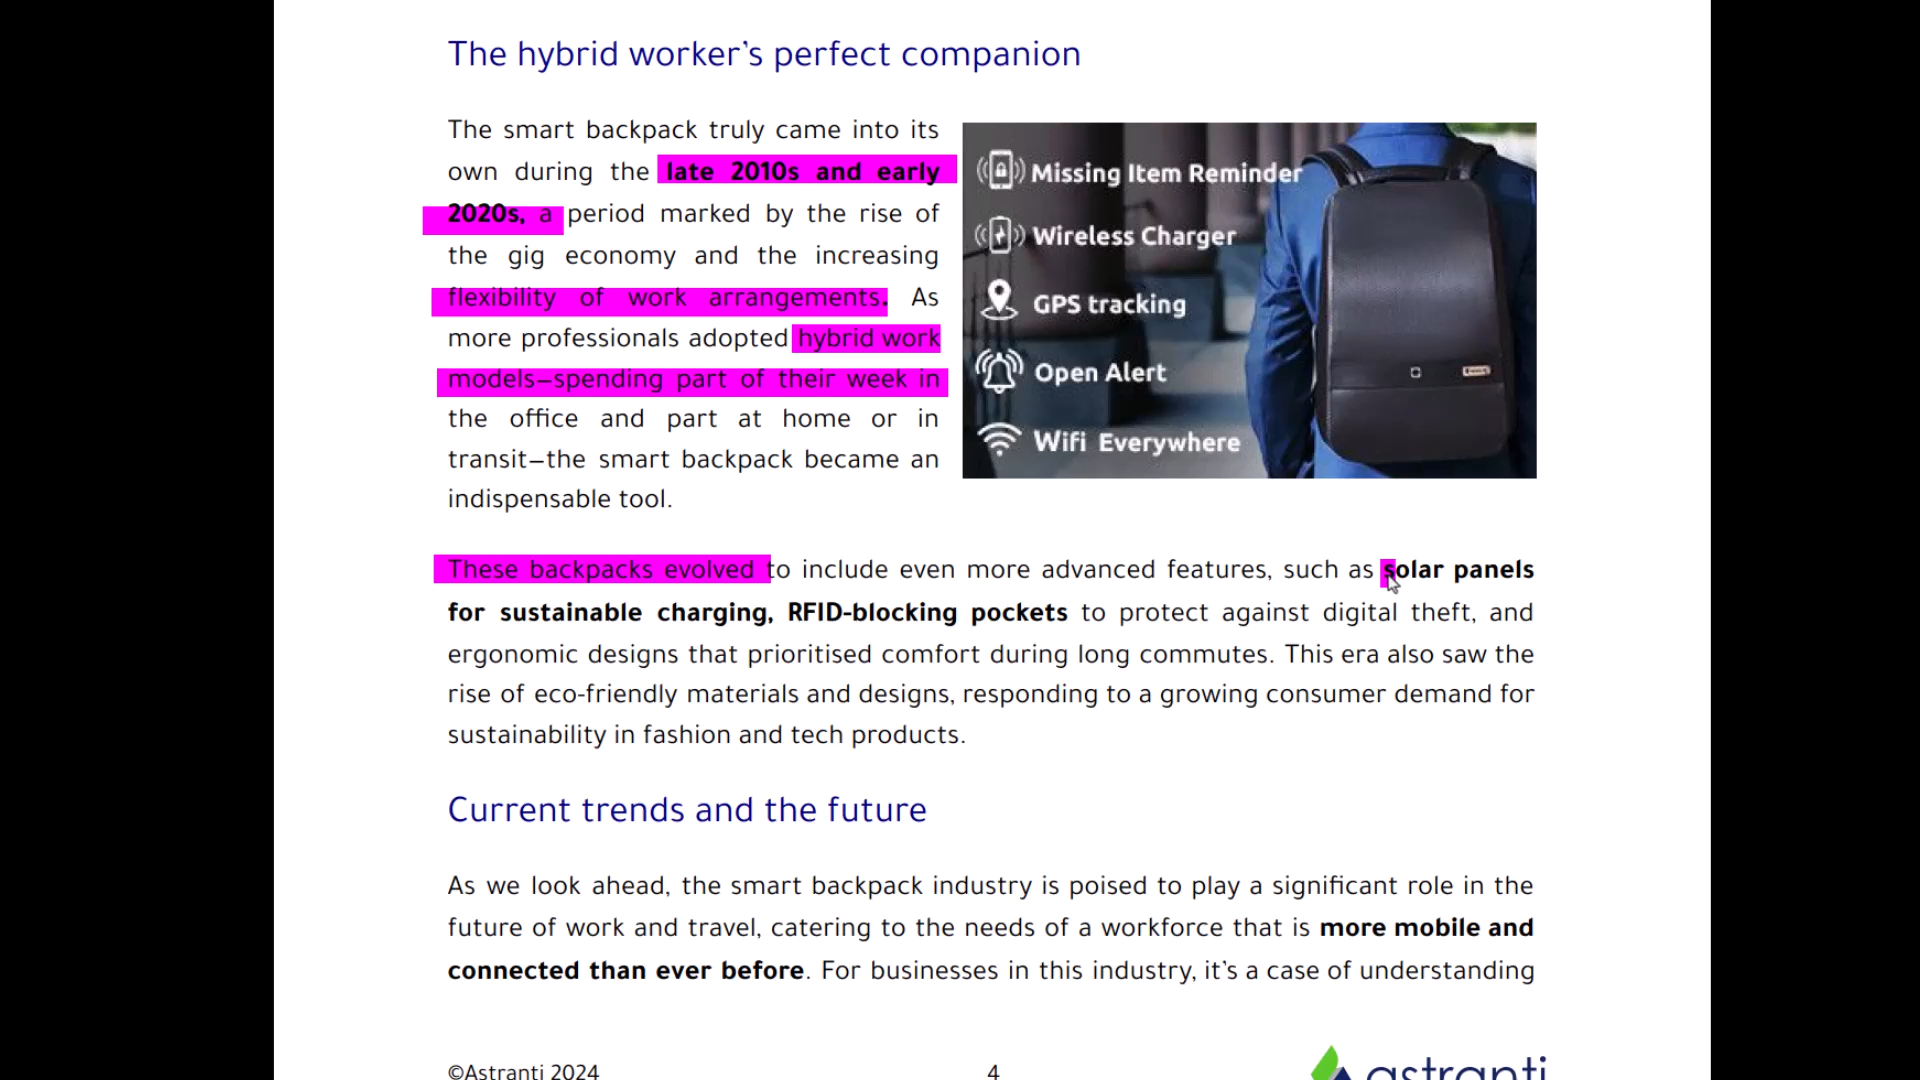 The hybrid worker's perfect companion
The smart backpack truly came into its
own during the late 2010s and early
2020s, a period marked by the rise of
the gig economy and the increasing
flexibility of work arrangements. As
more professionals adopted hybrid work
models–spending part of their week in
the office and part at home or in
transit–the smart backpack became an
indispensable tool.
Missing Item Reminder
Wireless Charger
GPS tracking
Open Alert
Wifi Everywhere
These backpacks evolved to include even more advanced features, such as solar panels
for sustainable charging, RFID-blocking pockets to protect against digital theft, and
ergonomic designs that prioritised comfort during long commutes. This era also saw the
rise of eco-friendly materials and designs, responding to a growing consumer demand for
sustainability in fashion and tech products.
Current trends and the future
As we look ahead, the smart backpack industry is poised to play a significant role in the
future of work and travel, catering to the needs of a workforce that is more mobile and
connected than ever before. For businesses in this industry, it's a case of understanding
©Astranti 2024
4
astranti